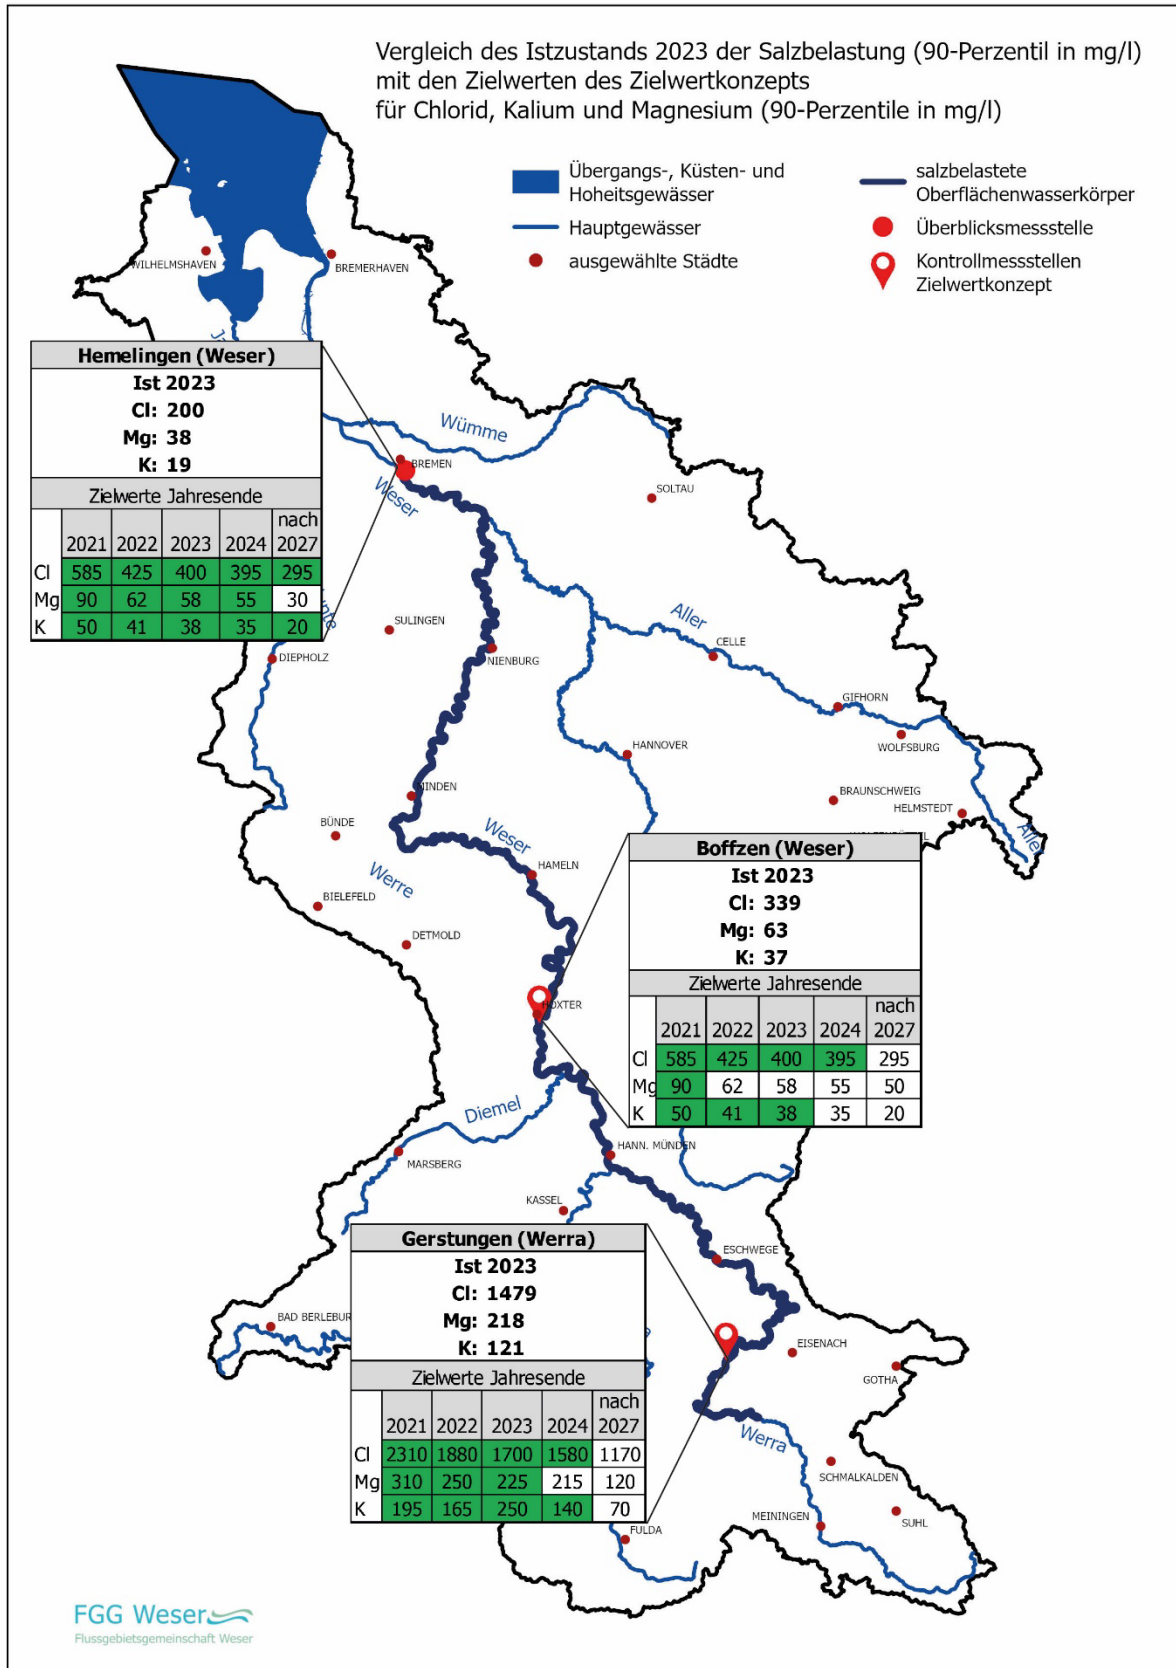 Vergleich des Istzustands 2023 der Salzbelastung (90-Perzentil in mg/l)
mit den Zielwerten des Zielwertkonzepts
für Chlorid, Kalium und Magnesium (90-Perzentile in mg/l)
Übergangs-, Küsten- und
Hoheitsgewässer
Hauptgewässer
ausgewählte Städte
salzbelastete
Oberflächenwasserkörper
Überblicksmessstelle
Kontrollmessstellen
Zielwertkonzept
WILHELMSHAVEN
BREMERHAVEN
Hemelingen (Weser)
Ist 2023
Cl: 200
Mg: 38
K: 19
Zielwerte Jahresende
2021 2022 2023 2024 nach 2027
Cl 585 425 400 395 295
Mg 90 62 58 55 30
K 50 41 38 35 20
Wümme
BREMEN
Weser
SOLTAU
Aller
SULINGEN
NIENBURG
DIEPHOLZ
CELLE
GIFHORN
WOLFSBURG
HANNOVER
BRAUNSCHWEIG
HELMSTEDT
Aller
MINDEN
BÜNDE
Weser
HAMELN
Werre
BIELEFELD
DETMOLD
Boffzen (Weser)
Ist 2023
Cl: 339
Mg: 63
K: 37
Zielwerte Jahresende
2021 2022 2023 2024 nach 2027
Cl 585 425 400 395 295
Mg 90 62 58 55 50
K 50 41 38 35 20
HÖXTER
Diemel
MARSBERG
HANN. MÜNDEN
KASSEL
ESCHWEGE
Gerstungen (Werra)
Ist 2023
Cl: 1479
Mg: 218
K: 121
Zielwerte Jahresende
2021 2022 2023 2024 nach 2027
Cl 2310 1880 1700 1580 1170
Mg 310 250 225 215 120
K 195 165 250 140 70
BAD BERLEBUR
EISENACH
GOTHA
Werra
SCHMALKALDEN
SUHL
MEININGEN
FULDA
FGG Weser
Flussgebietsgemeinschaft Weser